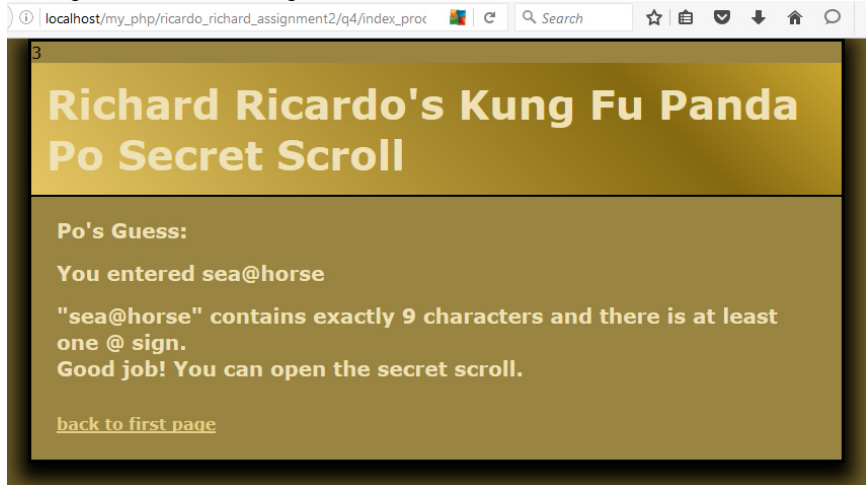 localhost/my_php/ricardo_richard_assignment2/q4/index_proc
Search
3
Richard Ricardo's Kung Fu Panda
Po Secret Scroll
Po's Guess:
You entered sea@horse
"sea@horse" contains exactly 9 characters and there is at least
one @ sign.
Good job! You can open the secret scroll.
back to first page